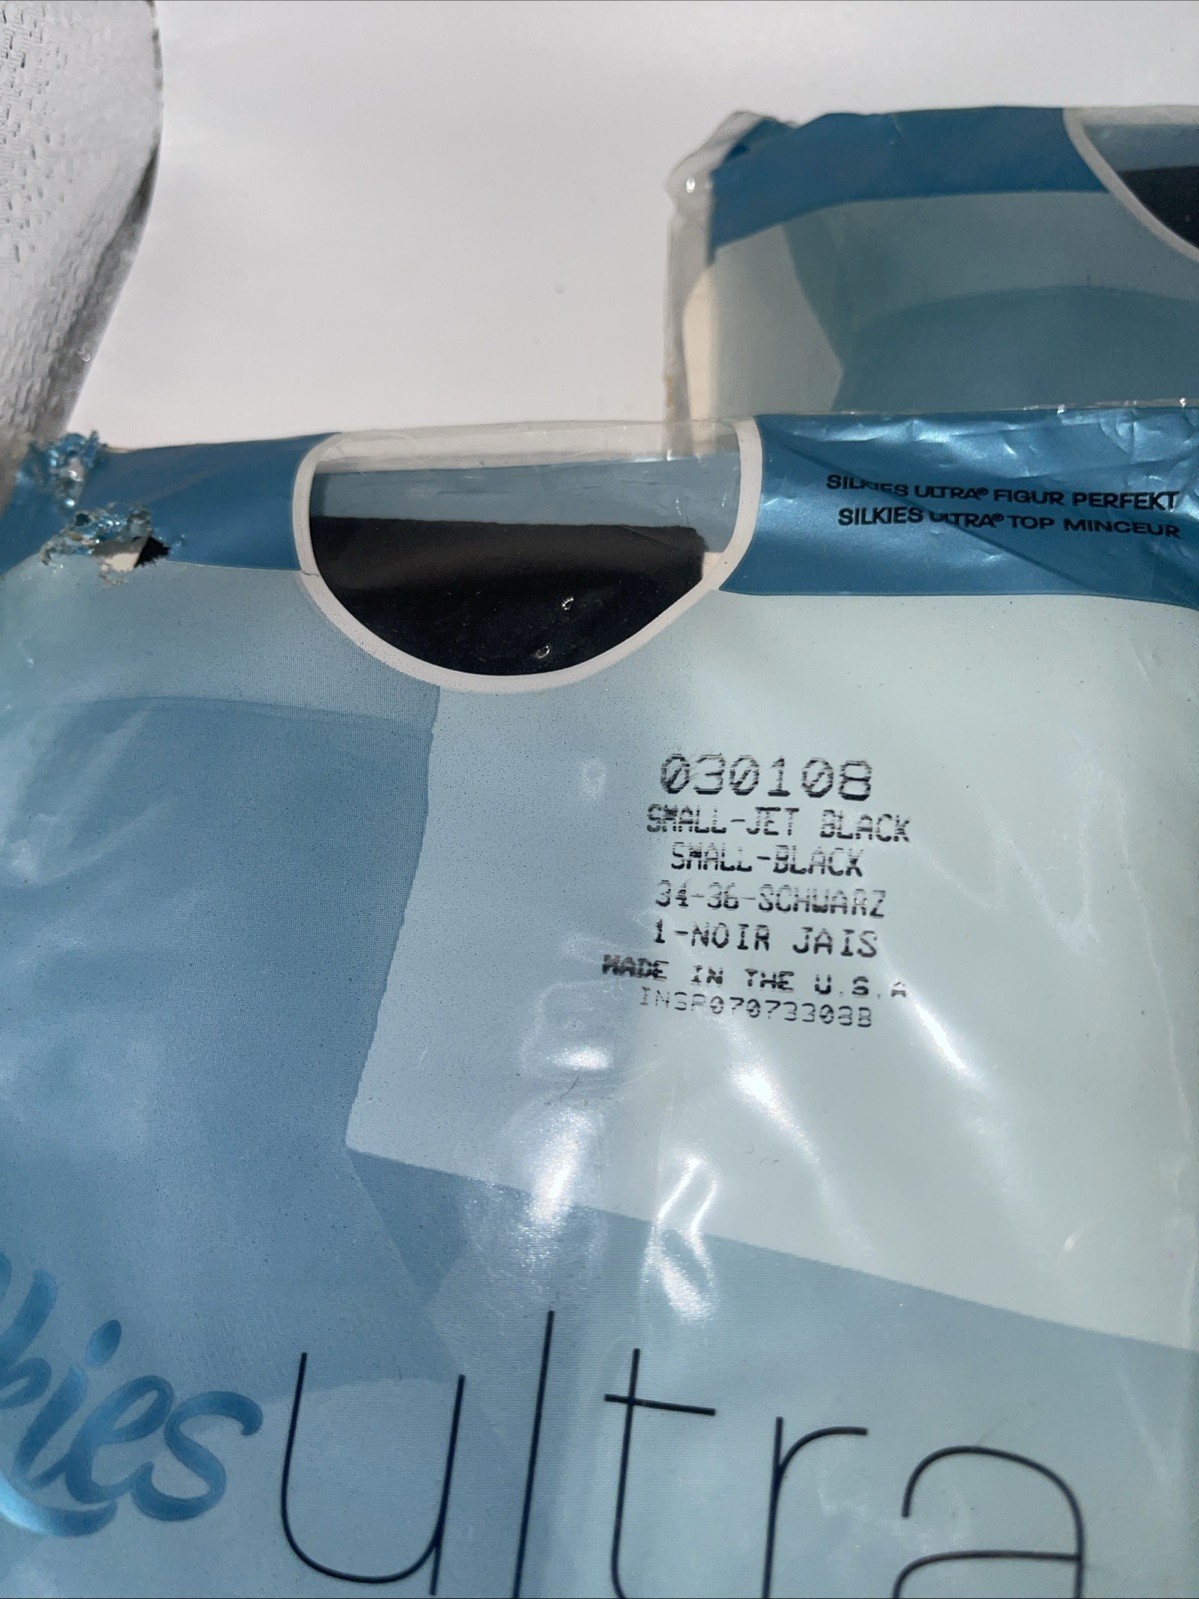 SILKIES ULTRA® FIGUR PERFEKT
SILKIES ULTRA® TOP MINCEUR
030108
SMALL-JET BLACK
SMALL-BLACK
34-36-SCHWARZ
1-NOIR JAIS
MADE IN THE U.S.A
ultra